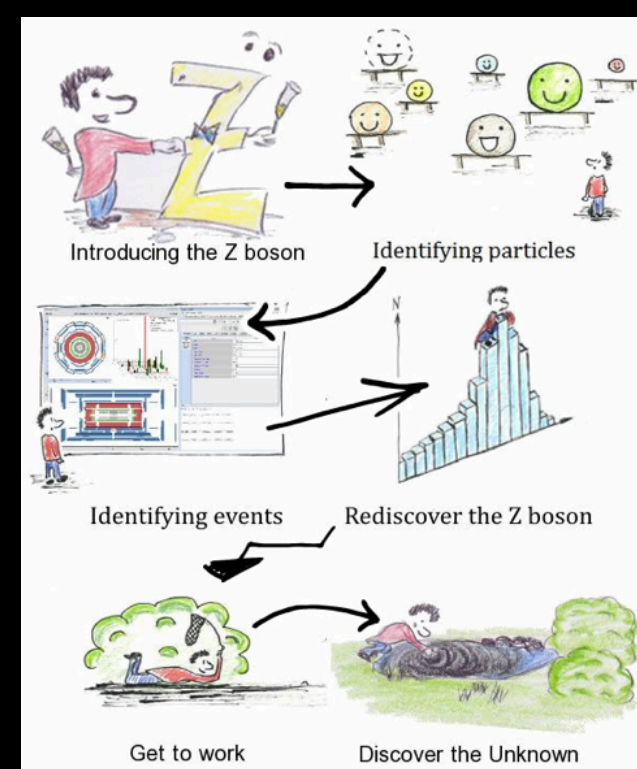 Introducing the Z boson
Identifying particles
N
Identifying events
Rediscover the Z boson
Get to work
Discover the Unknown